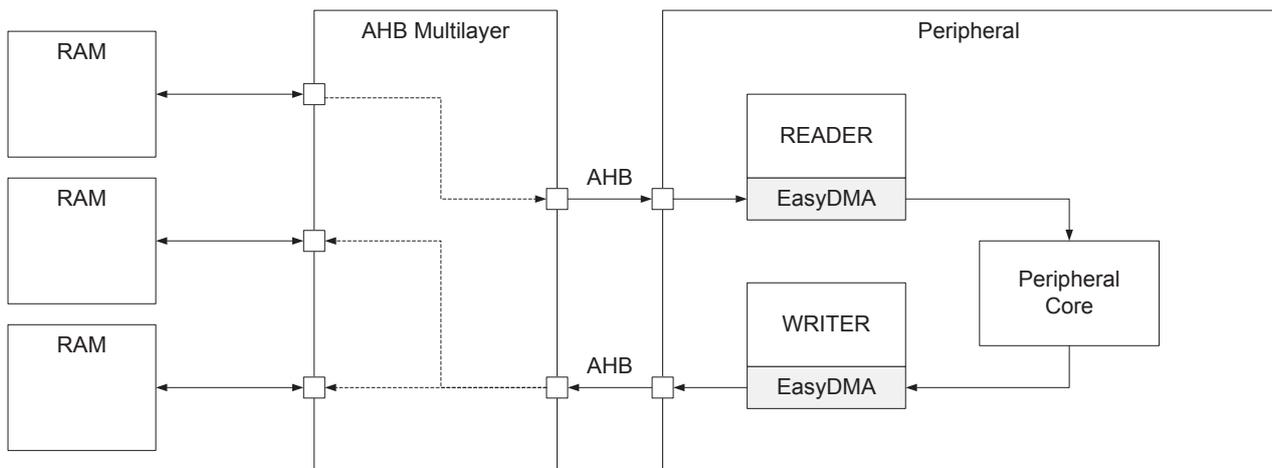 RAM
AHB Multilayer
Peripheral
READER
EasyDMA
AHB
RAM
Peripheral
Core
WRITER
EasyDMA
AHB
RAM